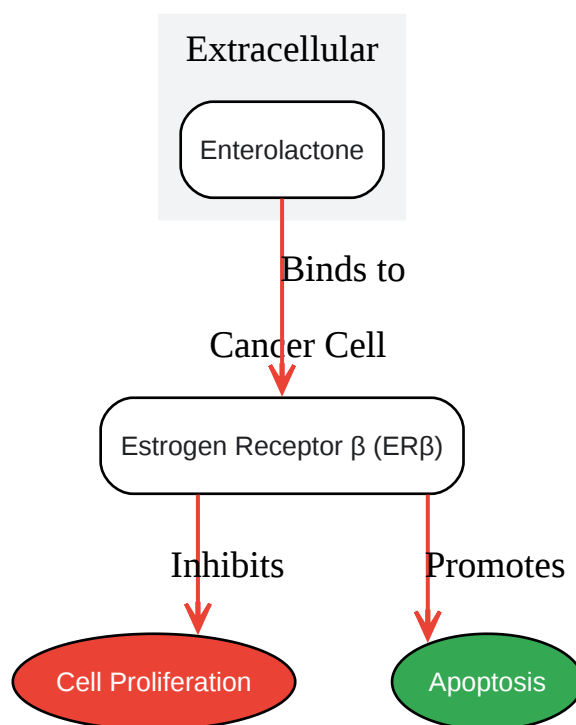 Extracellular
Enterolactone
Binds to
Cancer Cell
Estrogen Receptor β (ERβ)
Inhibits
Promotes
Cell Proliferation
Apoptosis